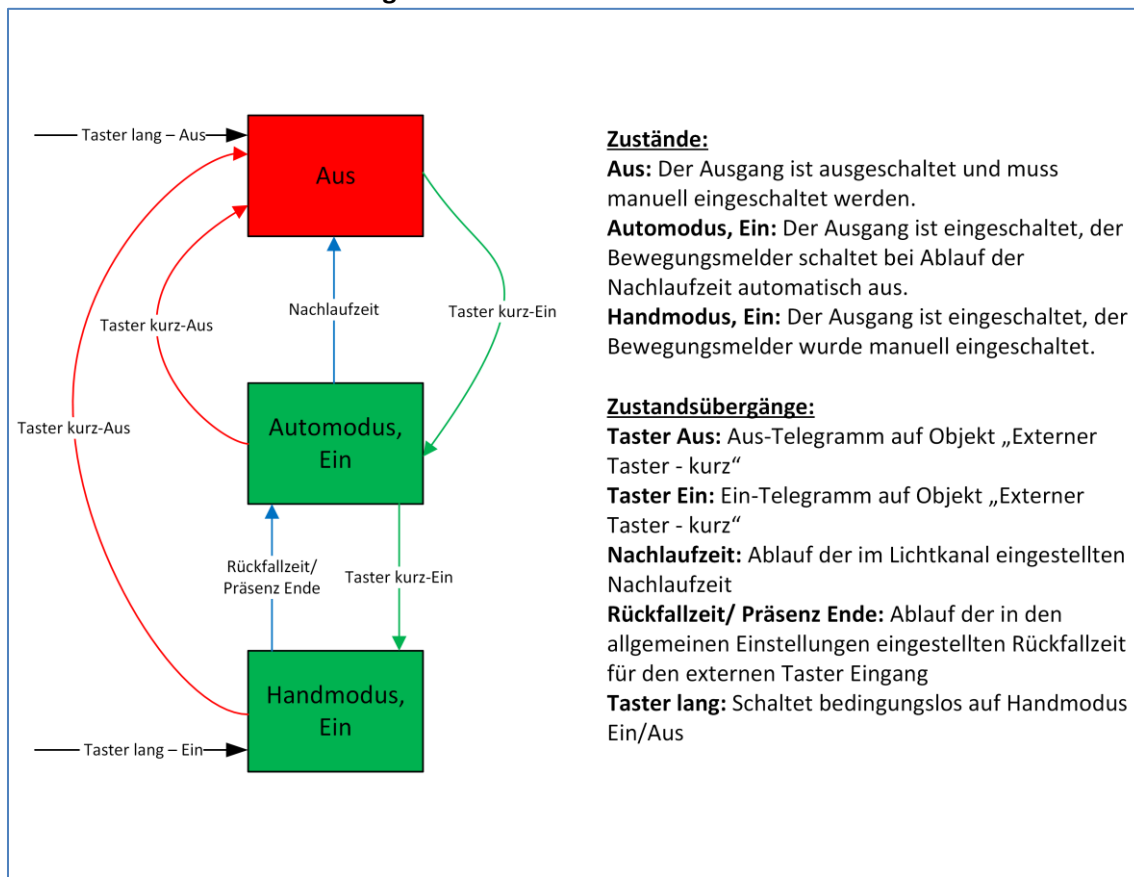 Taster lang – Aus
Aus
Nachlaufzeit
Taster kurz-Ein
Taster kurz-Aus
Taster kurz-Aus
Automodus,
Ein
Rückfallzeit/
Präsenz Ende
Taster kurz-Ein
Handmodus,
Ein
Taster lang – Ein
Zustände:
Aus: Der Ausgang ist ausgeschaltet und muss
manuell eingeschaltet werden.
Automodus, Ein: Der Ausgang ist eingeschaltet, der
Bewegungsmelder schaltet bei Ablauf der
Nachlaufzeit automatisch aus.
Handmodus, Ein: Der Ausgang ist eingeschaltet, der
Bewegungsmelder wurde manuell eingeschaltet.
Zustandsübergänge:
Taster Aus: Aus-Telegramm auf Objekt „Externer
Taster - kurz“
Taster Ein: Ein-Telegramm auf Objekt „Externer
Taster - kurz“
Nachlaufzeit: Ablauf der im Lichtkanal eingestellten
Nachlaufzeit
Rückfallzeit/ Präsenz Ende: Ablauf der in den
allgemeinen Einstellungen eingestellten Rückfallzeit
für den externen Taster Eingang
Taster lang: Schaltet bedingungslos auf Handmodus
Ein/Aus